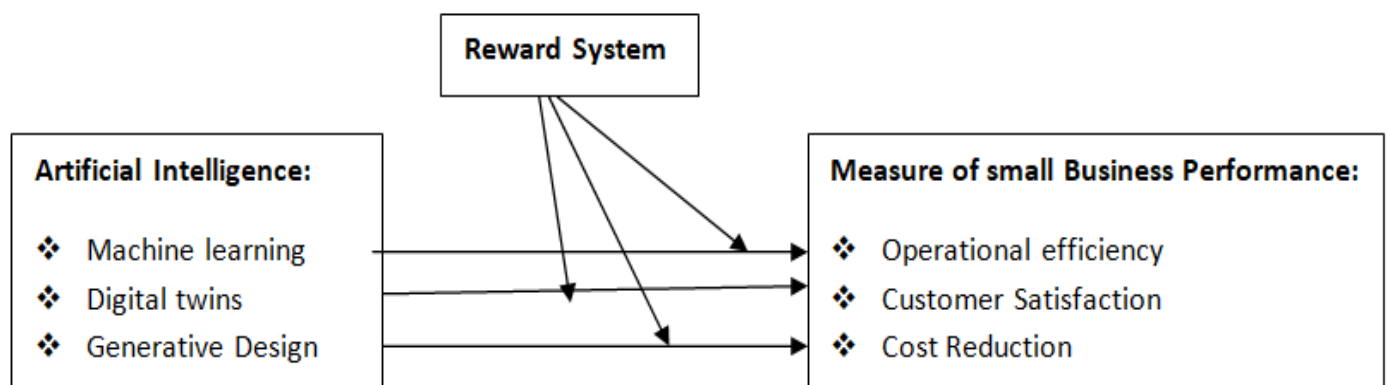 Reward System
Artificial Intelligence:
❖ Machine learning
❖ Digital twins
❖ Generative Design
Measure of small Business Performance:
❖ Operational efficiency
❖ Customer Satisfaction
❖ Cost Reduction